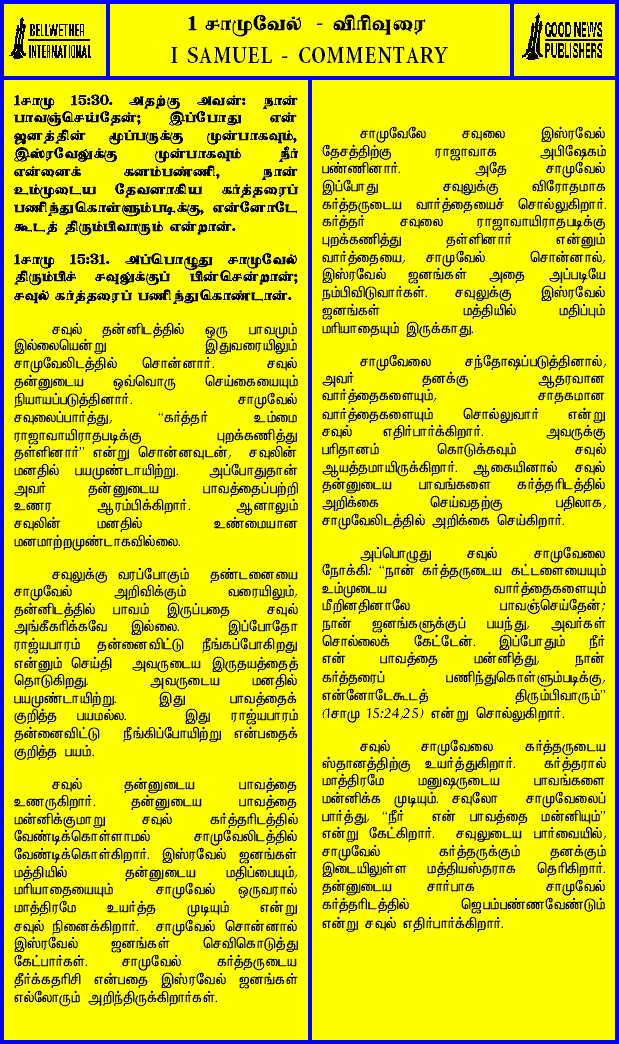 BELLWETHER
INTERNATIONAL
1 சாமுவேல் - விரிவுரை
I SAMUEL - COMMENTARY
GOOD NEWS
PUBLISHERS
1சாமு 15:30. அதற்கு அவன்: நான்
பாவஞ்செய்தேன்; இப்போது என்
ஜனத்தின் மூப்பருக்கு முன்பாகவும்,
இஸ்ரவேலுக்கு முன்பாகவும் நீர்
என்னைக் கனம்பண்ணி, நான்
உம்முடைய தேவனாகிய கர்த்தரைப்
பணிந்துகொள்ளும்படிக்கு, என்னோடே
கூடத் திரும்பிவாரும் என்றான்.
1சாமு 15:31. அப்பொழுது சாமுவேல்
திரும்பிச் சவுலுக்குப் பின்சென்றான்;
சவுல் கர்த்தரைப் பணிந்துகொண்டான்.
சவுல் தன்னிடத்தில் ஒரு பாவமும்
இல்லையென்று இதுவரையிலும்
சாமுவேலிடத்தில் சொன்னார். சவுல்
தன்னுடைய ஒவ்வொரு செய்கையையும்
நியாயப்படுத்தினார். சாமுவேல்
சவுலைப்பார்த்து, “கர்த்தர் உம்மை
ராஜாவாயிராதபடிக்கு புறக்கணித்து
தள்ளினார்” என்று சொன்னவுடன், சவுலின்
மனதில் பயமுண்டாயிற்று. அப்போதுதான்
அவர் தன்னுடைய பாவத்தைப்பற்றி
உணர ஆரம்பிக்கிறார். ஆனாலும்
சவுலின் மனதில் உண்மையான
மனமாற்றமுண்டாகவில்லை.
சவுலுக்கு வரப்போகும் தண்டனையை
சாமுவேல் அறிவிக்கும் வரையிலும்,
தன்னிடத்தில் பாவம் இருப்பதை சவுல்
அங்கீகரிக்கவே இல்லை. இப்போதோ
ராஜ்யபாரம் தன்னைவிட்டு நீங்கப்போகிறது
என்னும் செய்தி அவருடைய இருதயத்தைத்
தொடுகிறது. அவருடைய மனதில்
பயமுண்டாயிற்று. இது பாவத்தைக்
குறித்த பயமல்ல. இது ராஜ்யபாரம்
தன்னைவிட்டு நீங்கிப்போயிற்று என்பதைக்
குறித்த பயம்.
சவுல் தன்னுடைய பாவத்தை
உணருகிறார். தன்னுடைய பாவத்தை
மன்னிக்குமாறு சவுல் கர்த்தரிடத்தில்
வேண்டிக்கொள்ளாமல் சாமுவேலிடத்தில்
வேண்டிக்கொள்கிறார். இஸ்ரவேல் ஜனங்கள்
மத்தியில் தன்னுடைய மதிப்பையும்,
மரியாதையையும் சாமுவேல் ஒருவரால்
மாத்திரமே உயர்த்த முடியும் என்று
சவுல் நினைக்கிறார். சாமுவேல் சொன்னால்
இஸ்ரவேல் ஜனங்கள் செவிகொடுத்து
கேட்பார்கள். சாமுவேல் கர்த்தருடைய
தீர்க்கதரிசி என்பதை இஸ்ரவேல் ஜனங்கள்
எல்லோரும் அறிந்திருக்கிறார்கள்.
சாமுவேலே சவுலை இஸ்ரவேல்
தேசத்திற்கு ராஜாவாக அபிஷேகம்
பண்ணினார். அதே சாமுவேல்
இப்போது சவுலுக்கு விரோதமாக
கர்த்தருடைய வார்த்தையைச் சொல்லுகிறார்.
கர்த்தர் சவுலை ராஜாவாயிராதபடிக்கு
புறக்கணித்து தள்ளினார் என்னும்
வார்த்தையை, சாமுவேல் சொன்னால்,
இஸ்ரவேல் ஜனங்கள் அதை அப்படியே
நம்பிவிடுவார்கள். சவுலுக்கு இஸ்ரவேல்
ஜனங்கள் மத்தியில் மதிப்பும்
மரியாதையும் இருக்காது.
சாமுவேலை சந்தோஷப்படுத்தினால்,
அவர் தனக்கு ஆதரவான
வார்த்தைகளையும், சாதகமான
வார்த்தைகளையும் சொல்லுவார் என்று
சவுல் எதிர்பார்க்கிறார். அவருக்கு
பரிதானம் கொடுக்கவும் சவுல்
ஆயத்தமாயிருக்கிறார். ஆகையினால் சவுல்
தன்னுடைய பாவங்களை கர்த்தரிடத்தில்
அறிக்கை செய்வதற்கு பதிலாக,
சாமுவேலிடத்தில் அறிக்கை செய்கிறார்.
அப்பொழுது சவுல் சாமுவேலை
நோக்கி: “நான் கர்த்தருடைய கட்டளையையும்
உம்முடைய வார்த்தைகளையும்
மீறினதினாலே பாவஞ்செய்தேன்;
நான் ஜனங்களுக்குப் பயந்து, அவர்கள்
சொல்லைக் கேட்டேன். இப்போதும் நீர்
என் பாவத்தை மன்னித்து, நான்
கர்த்தரைப் பணிந்துகொள்ளும்படிக்கு,
என்னோடேகூடத் திரும்பிவாரும்”
(1சாமு 15:24,25) என்று சொல்லுகிறார்.
சவுல் சாமுவேலை கர்த்தருடைய
ஸ்தானத்திற்கு உயர்த்துகிறார். கர்த்தரால்
மாத்திரமே மனுஷருடைய பாவங்களை
மன்னிக்க முடியும். சவுலோ சாமுவேலைப்
பார்த்து, “நீர் என் பாவத்தை மன்னியும்”
என்று கேட்கிறார். சவுலுடைய பார்வையில்,
சாமுவேல் கர்த்தருக்கும் தனக்கும்
இடையிலுள்ள மத்தியஸ்தராக தெரிகிறார்.
தன்னுடைய சார்பாக சாமுவேல்
கர்த்தரிடத்தில் ஜெபம்பண்ணவேண்டும்
என்று சவுல் எதிர்பார்க்கிறார்.